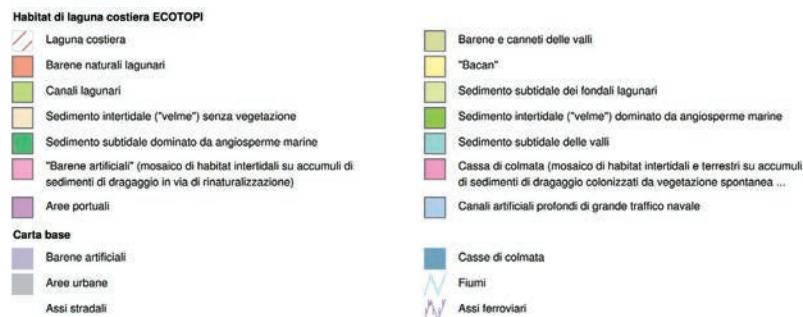 Habitat di laguna costiera ECOTOPI
Laguna costiera
Barene naturali lagunari
Canali lagunari
Sedimento intertidale ("velme") senza vegetazione
Sedimento subtidale dominato da angiosperme marine
"Barene artificiali" (mosaico di habitat intertidali su accumuli di
sedimenti di dragaggio in via di rinaturalizzazione)
Aree portuali
Barene e canneti delle valli
"Bacan"
Sedimento subtidale dei fondali lagunari
Sedimento intertidale ("velme") dominato da angiosperme marine
Sedimento subtidale delle valli
Cassa di colmata (mosaico di habitat intertidali e terrestri su accumuli
di sedimenti di dragaggio colonizzati da vegetazione spontanea ...
Canali artificiali profondi di grande traffico navale
Carta base
Barene artificiali
Aree urbane
Assi stradali
Casse di colmata
Fiumi
Assi ferroviari